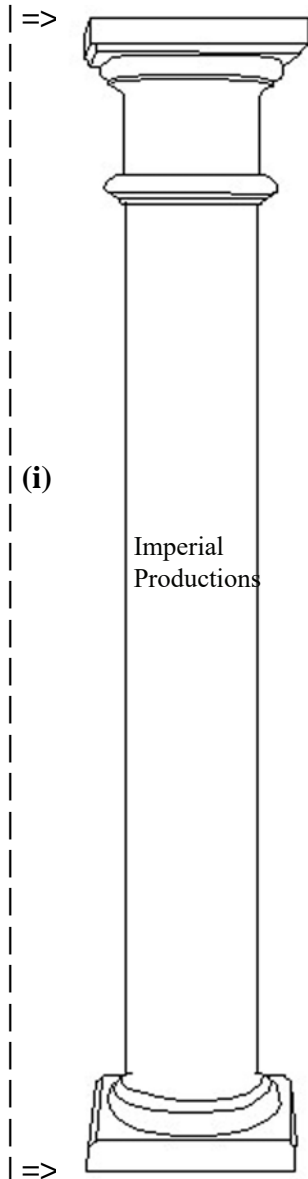 =>
(i)
Imperial
Productions
=>